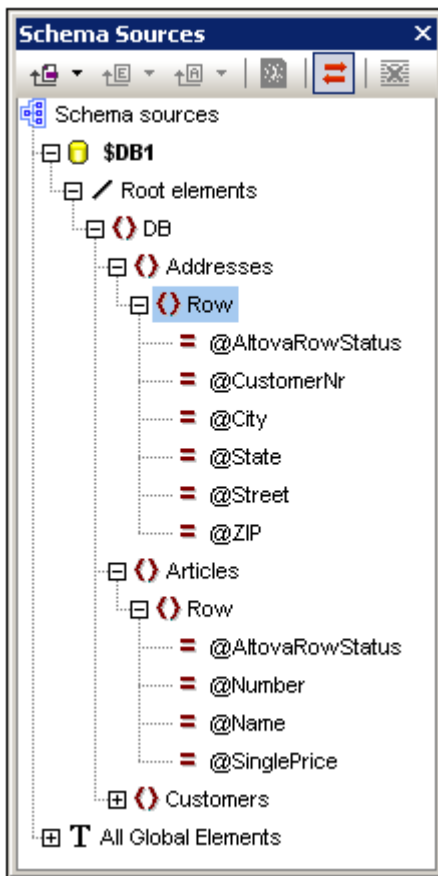 Schema Sources
Schema sources
$DB1
Root elements
DB
Addresses
Row
@AltovaRowStatus
@CustomerNr
@City
@State
@Street
@ZIP
Articles
Row
@AltovaRowStatus
@Number
@Name
@SinglePrice
Customers
T All Global Elements